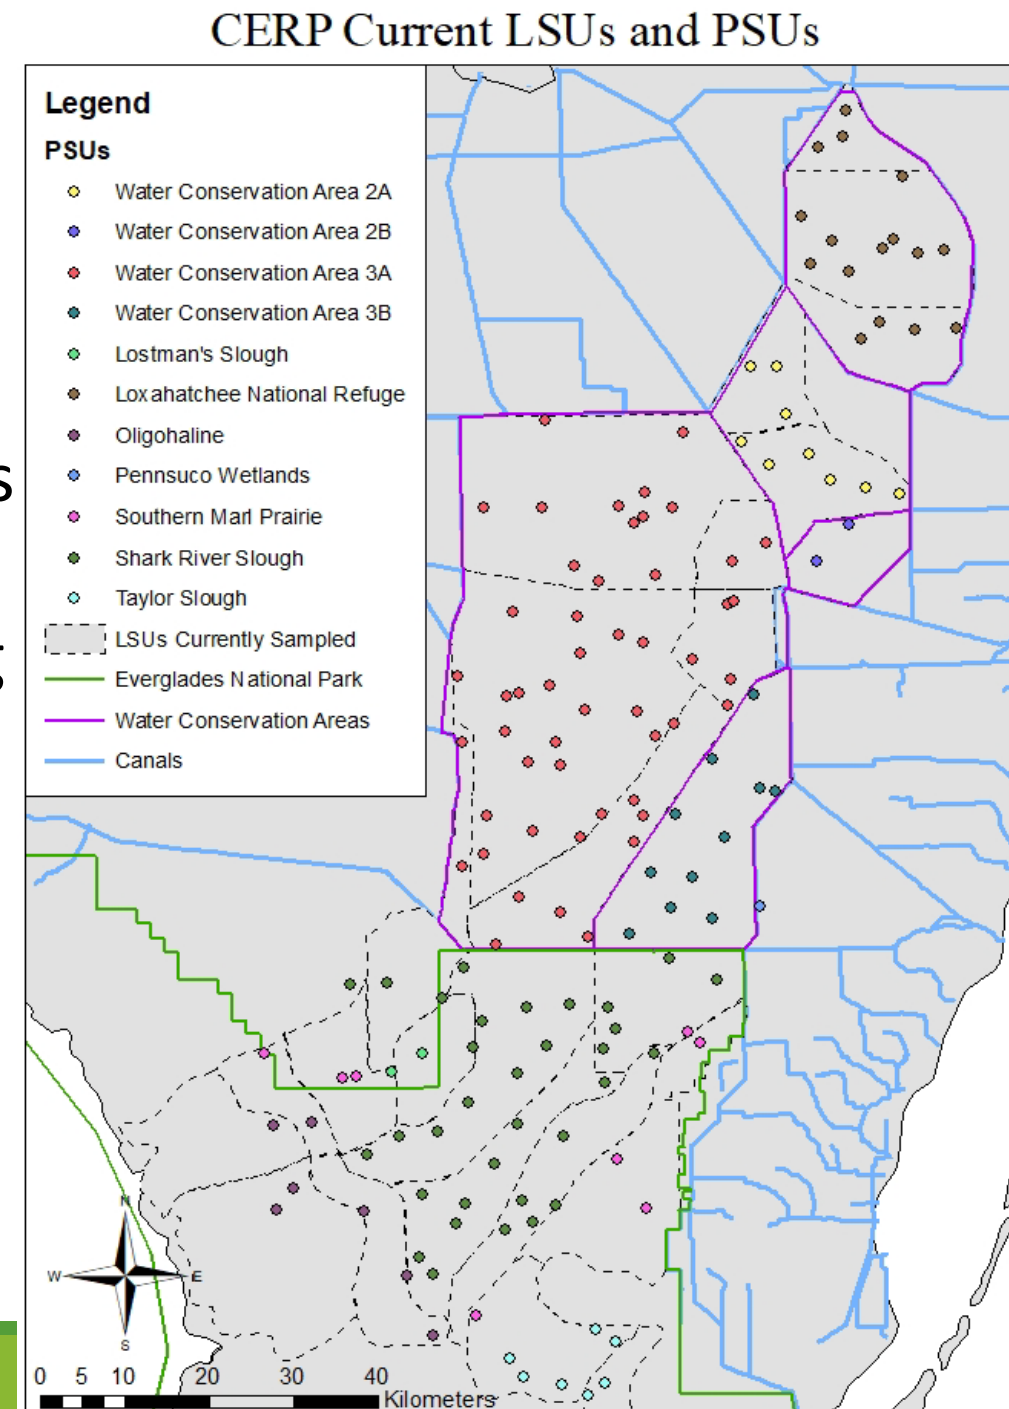 CERP Current LSUs and PSUs
Legend
PSUs
Water Conservation Area 2A
Water Conservation Area 2B
Water Conservation Area 3A
Water Conservation Area 3B
Lostman's Slough
Loxahatchee National Refuge
Oligohaline
Pennsuco Wetlands
Southern Marl Prairie
Shark River Slough
Taylor Slough
LSUs Currently Sampled
Everglades National Park
Water Conservation Areas
Canals
s
N
W E
S
0 5 10 20 30 40
Kilometers